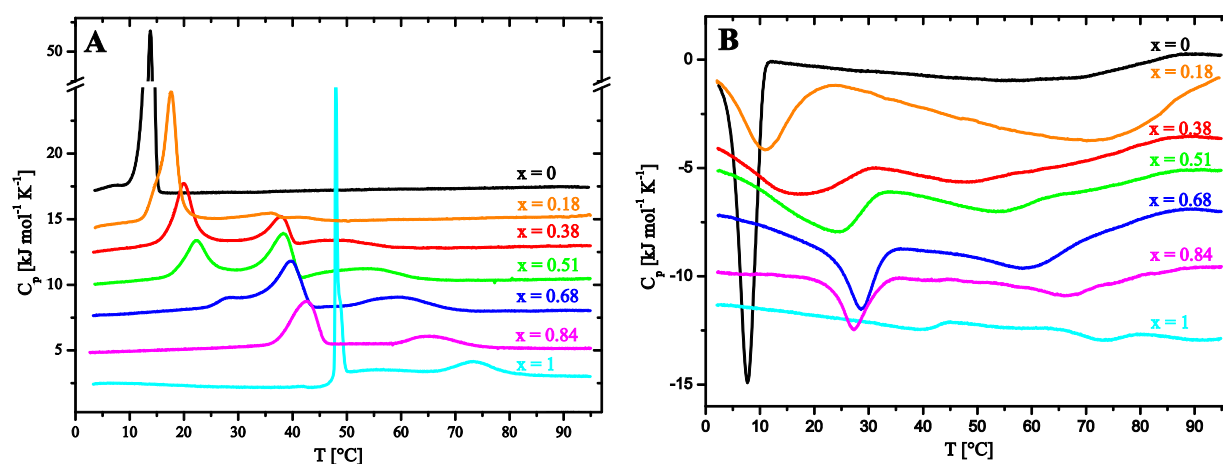 A
50
20
15
10
5
C_p [kJ mol⁻¹ K⁻¹]
x = 0
x = 0.18
x = 0.38
x = 0.51
x = 0.68
x = 0.84
x = 1
0 10 20 30 40 50 60 70 80 90
T [°C]
B
0
-5
-10
-15
C_p [kJ mol⁻¹ K⁻¹]
x = 0
x = 0.18
x = 0.38
x = 0.51
x = 0.68
x = 0.84
x = 1
0 10 20 30 40 50 60 70 80 90
T [°C]